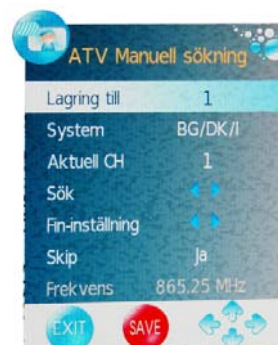 ATV Manuell sökning
Lagring till 1
System BG/DK/I
Aktuell CH 1
Sök
Fin-inställning
Skip Ja
Frekvens 865.25 MHz
EXIT SAVE